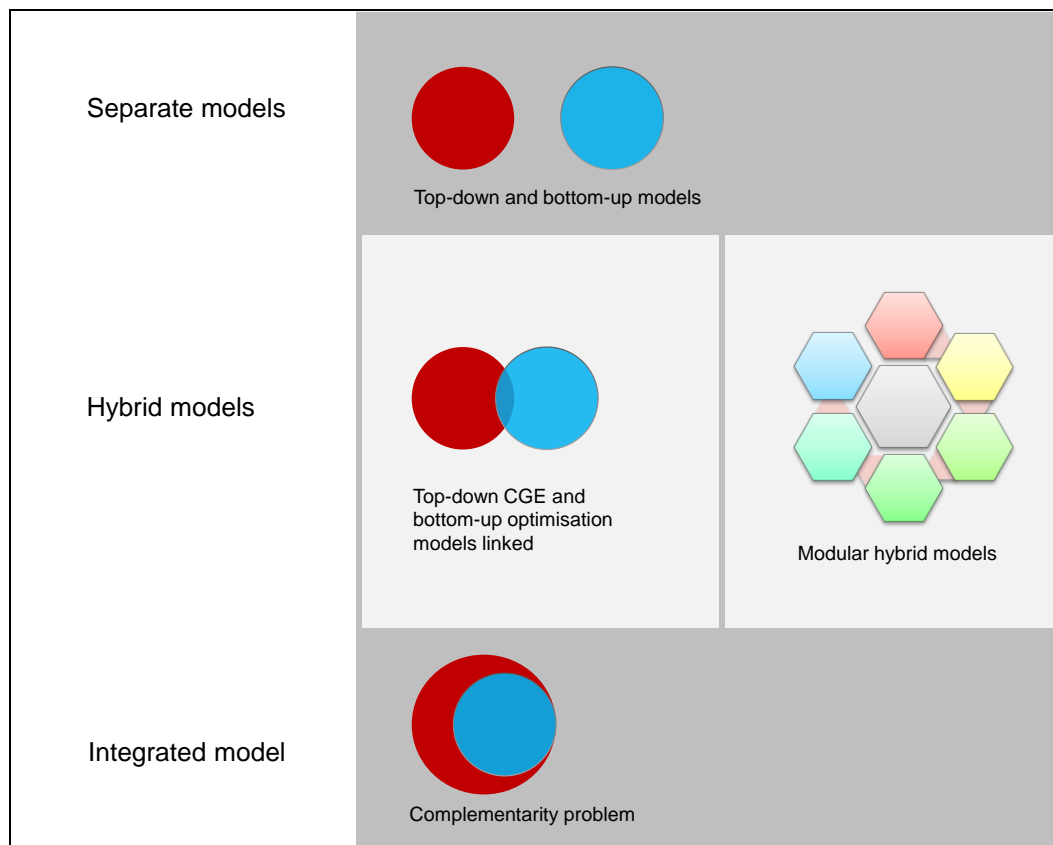 Separate models
Top-down and bottom-up models
Hybrid models
Top-down CGE and
bottom-up optimisation
models linked
Modular hybrid models
Integrated model
Complementarity problem